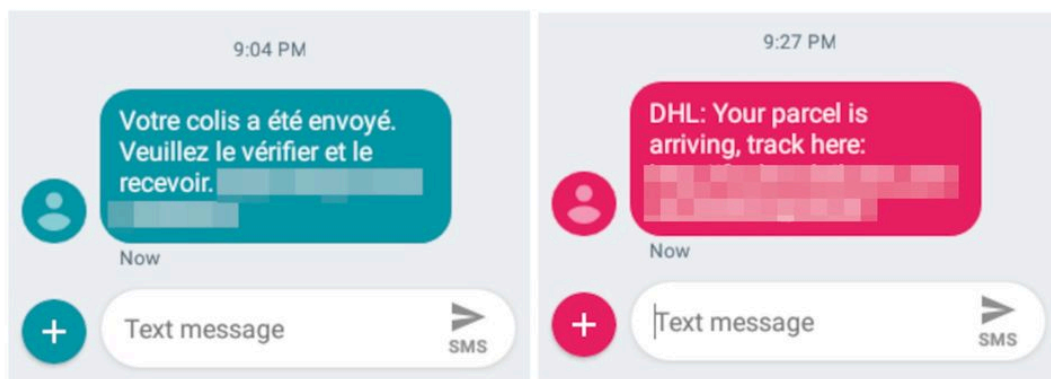 9:04 PM
Votre colis a été envoyé.
Veuillez le vérifier et le
recevoir.
Now
Text message
SMS
9:27 PM
DHL: Your parcel is
arriving, track here:
Now
Text message
SMS